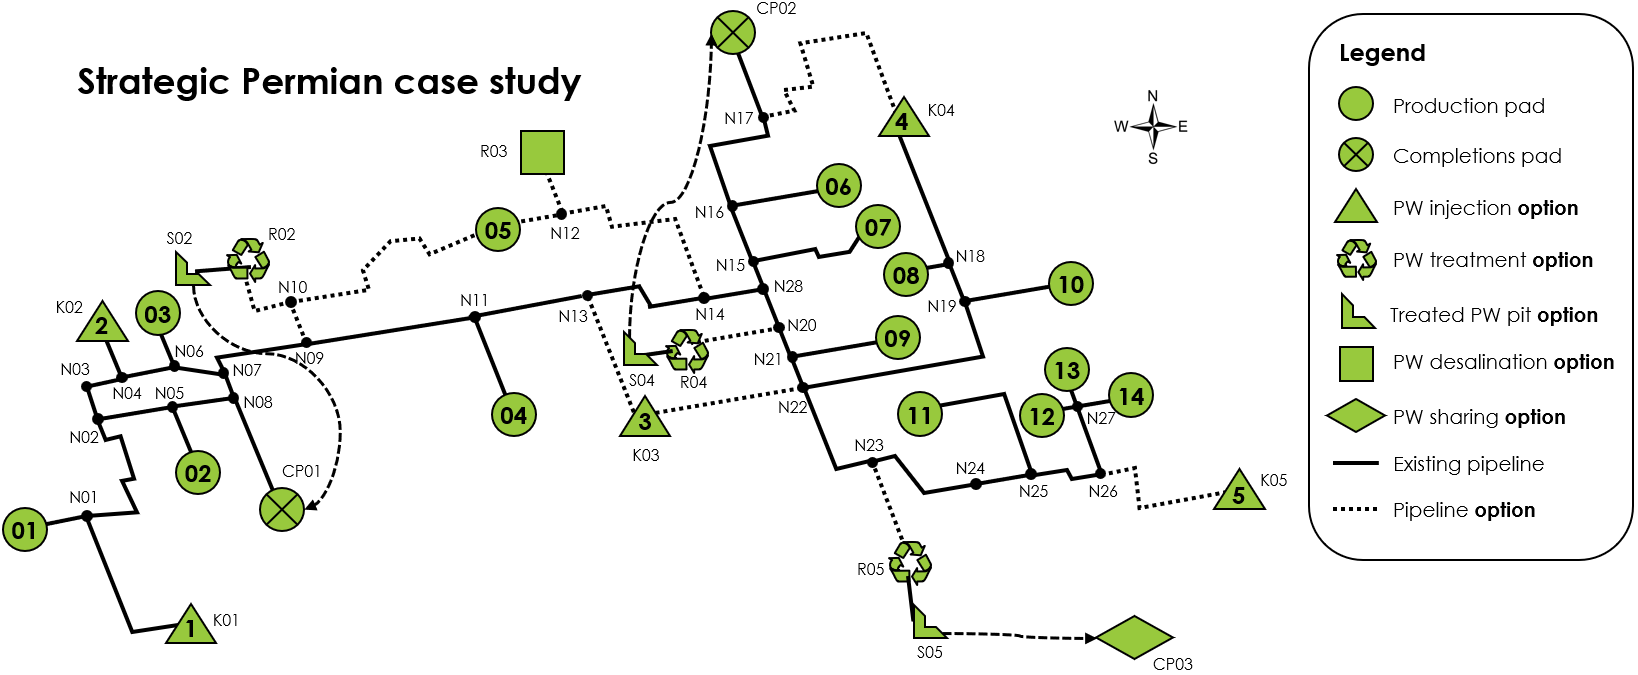 Strategic Permian case study
CP02
N17
K04
4
R03
N
W E
S
05
N12
06
N16
07
N15
08
N18
10
N19
S02
R02
N10
K02
2
03
N06
N03
N04
N05
N07
N08
N09
N11
N13
N14
N28
N20
S04
R04
N21
09
N22
3
K03
04
N02
02
CP01
N01
01
1
K01
11
13
12
14
N27
N23
N24
N25
N26
5
K05
R05
S05
CP03
Legend
Production pad
Completions pad
PW injection option
PW treatment option
Treated PW pit option
PW desalination option
PW sharing option
Existing pipeline
Pipeline option